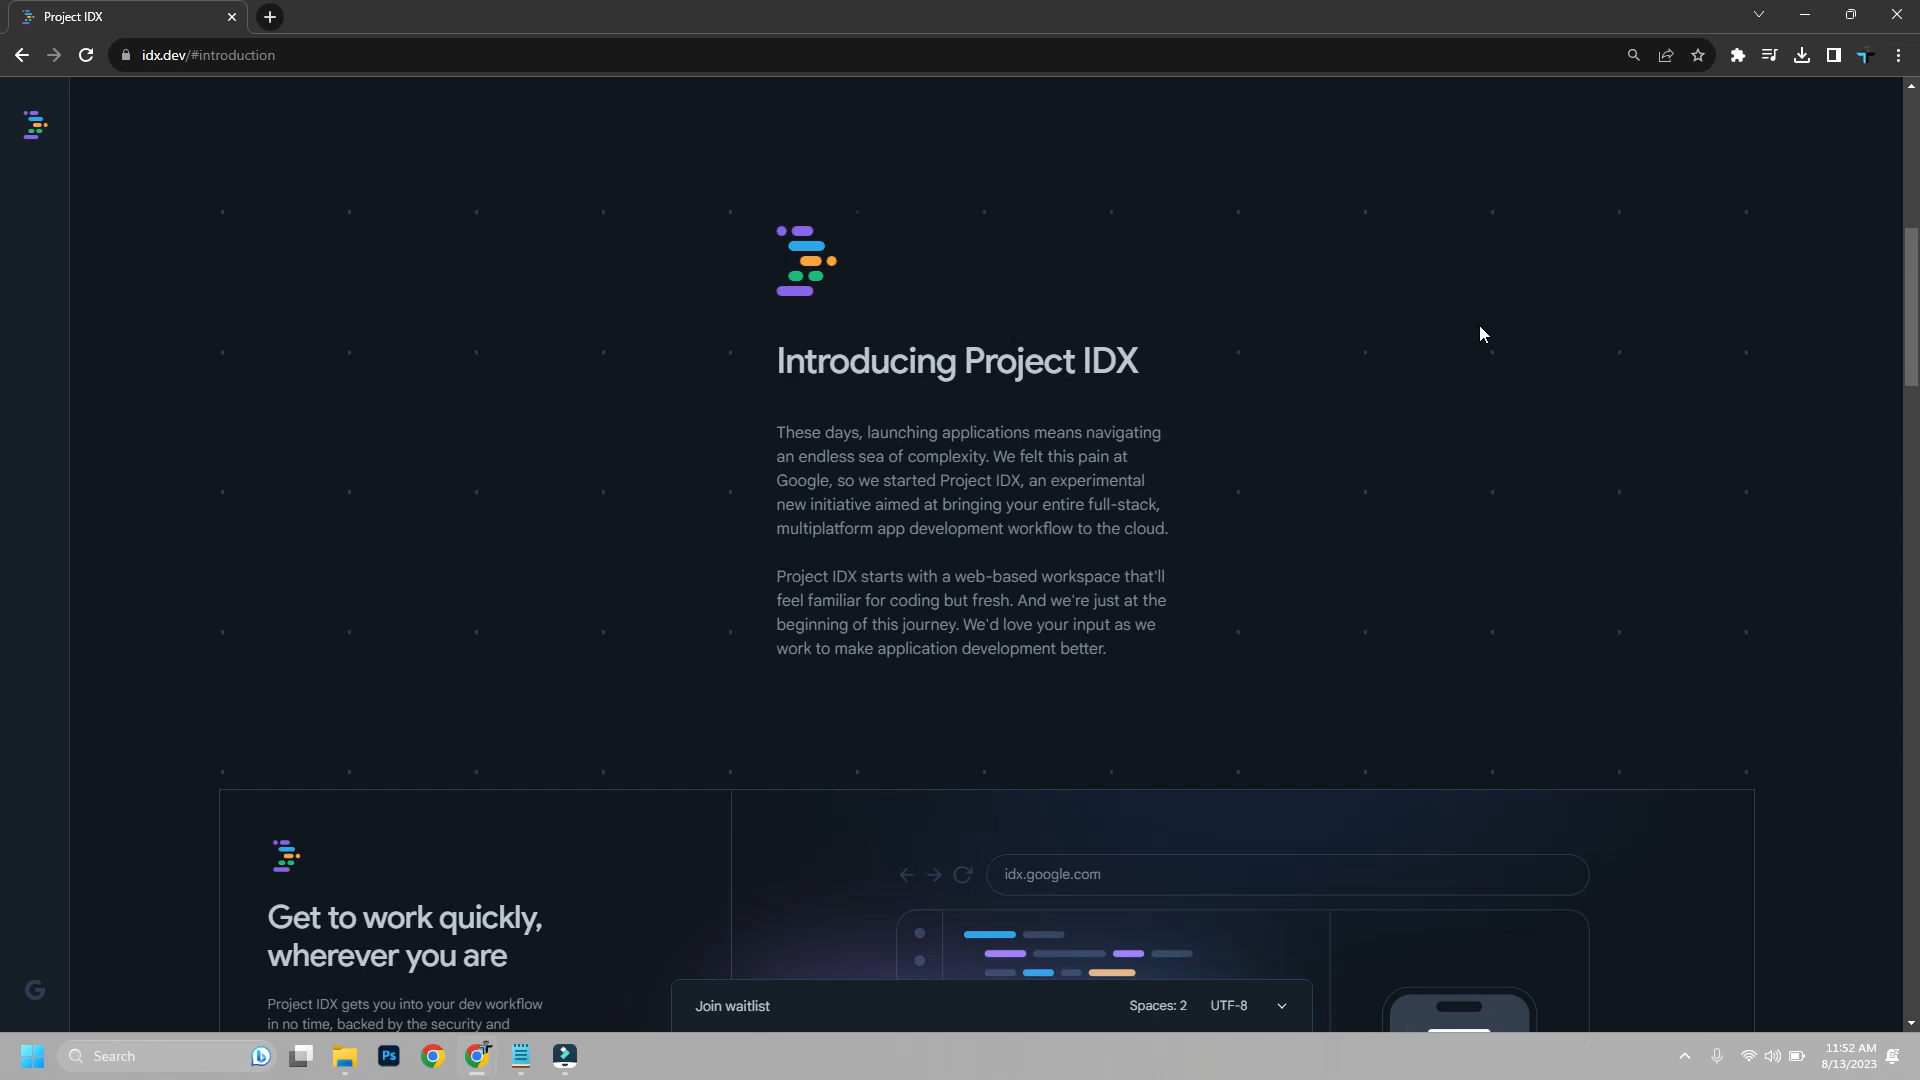 Project IDX
idx.dev/#introduction
Introducing Project IDX
These days, launching applications means navigating
an endless sea of complexity. We felt this pain at
Google, so we started Project IDX, an experimental
new initiative aimed at bringing your entire full-stack,
multiplatform app development workflow to the cloud.
Project IDX starts with a web-based workspace that'll
feel familiar for coding but fresh. And we're just at the
beginning of this journey. We'd love your input as we
work to make application development better.
idx.google.com
Get to work quickly,
wherever you are
Project IDX gets you into your dev workflow
in no time, backed by the security and
Join waitlist
Spaces: 2 UTF-8
G
Search
Ps
11:52 AM
8/13/2023